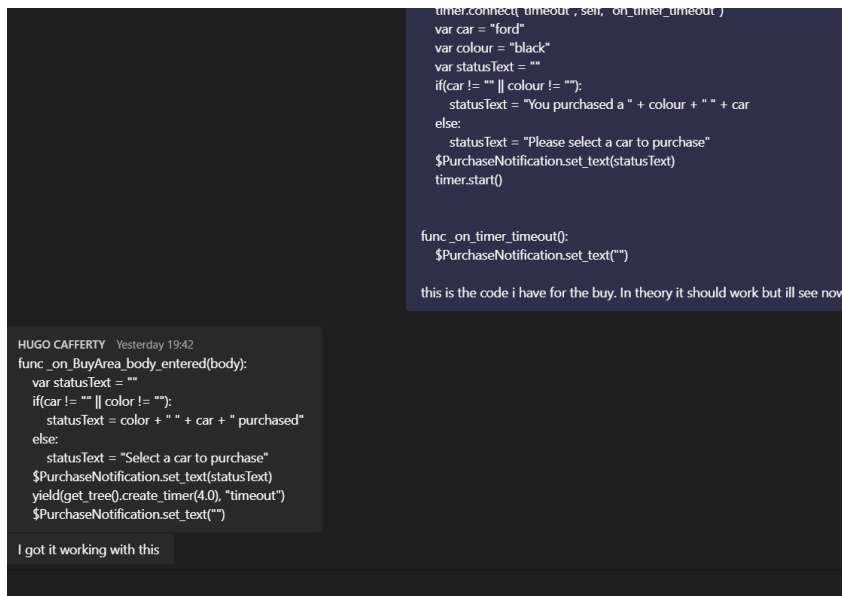 timer.connect("timeout", self, "on_timer_timeout")
var car = "ford"
var colour = "black"
var statusText = ""
if(car != "" || colour != ""):
statusText = "You purchased a " + colour + " " + car
else:
statusText = "Please select a car to purchase"
$PurchaseNotification.set_text(statusText)
timer.start()
func _on_timer_timeout():
$PurchaseNotification.set_text("")
this is the code i have for the buy. In theory it should work but ill see now
HUGO CAFFERTY Yesterday 19:42
func _on_BuyArea_body_entered(body):
var statusText = ""
if(car != "" || color != ""):
statusText = color + " " + car + " purchased"
else:
statusText = "Select a car to purchase"
$PurchaseNotification.set_text(statusText)
yield(get_tree().create_timer(4.0), "timeout")
$PurchaseNotification.set_text("")
I got it working with this